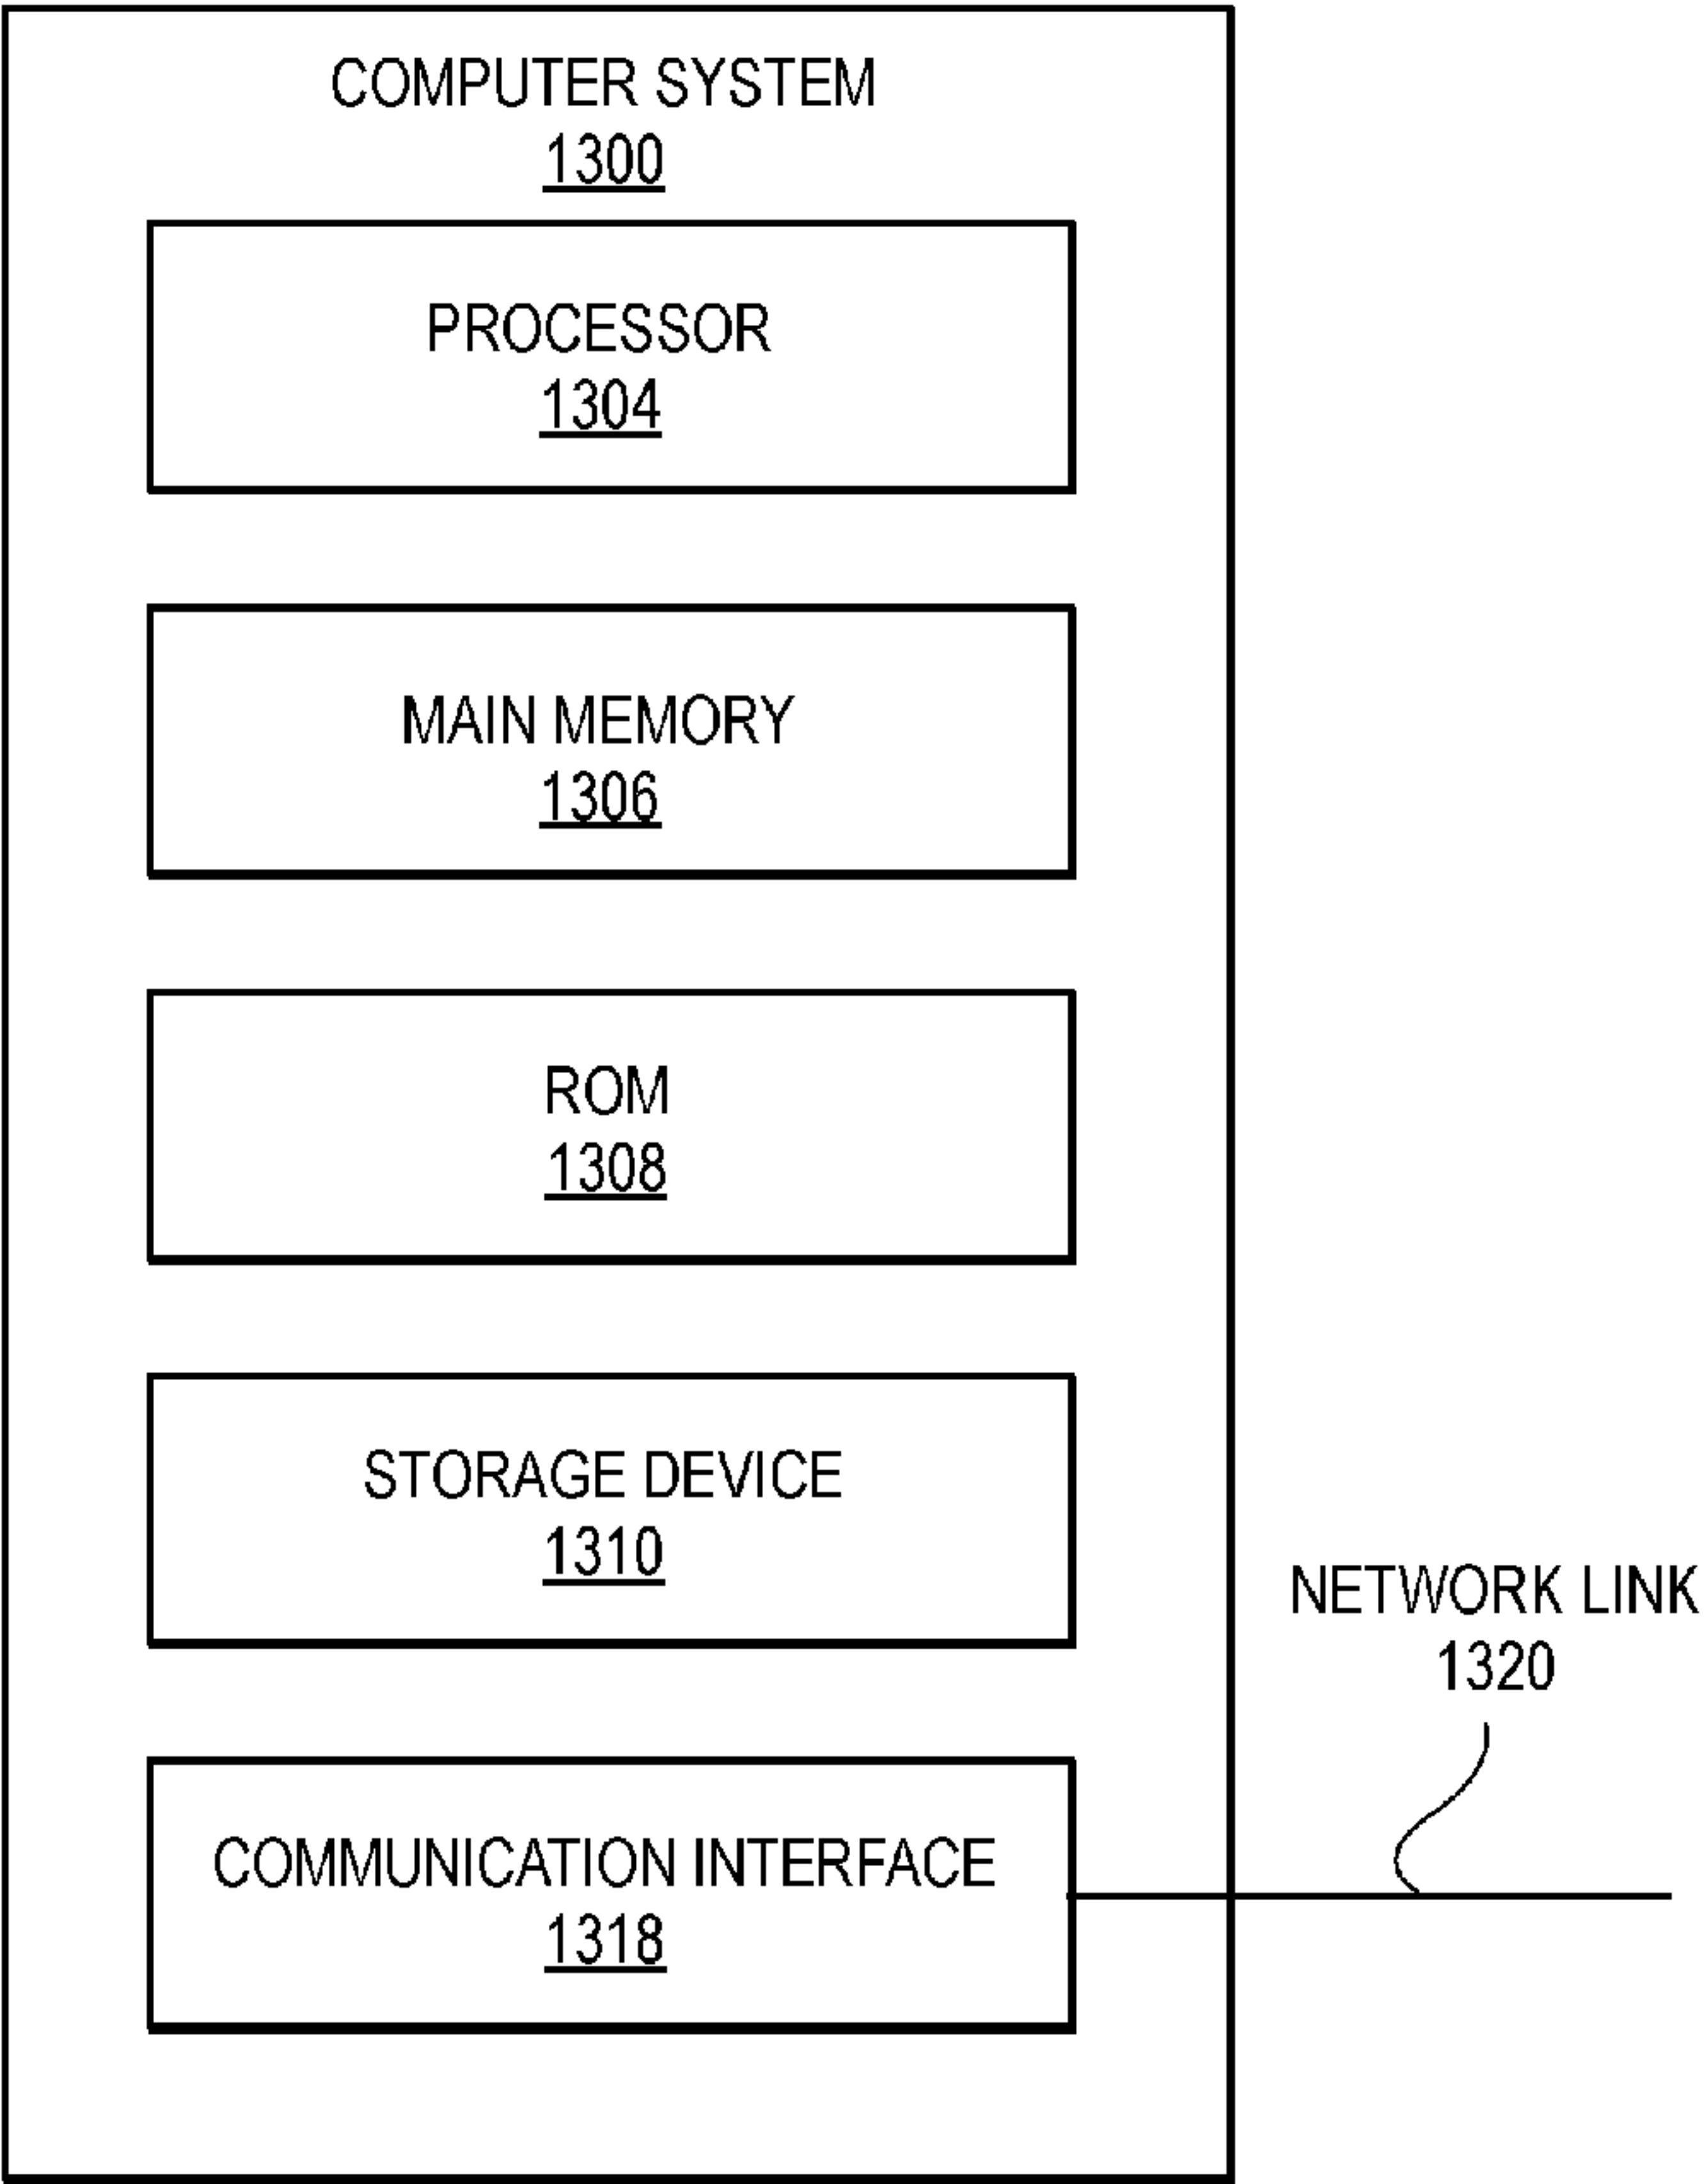 COMPUTER SYSTEM
1300
PROCESSOR
1304
MAIN MEMORY
1306
ROM
1308
STORAGE DEVICE
1310
NETWORK LINK
1320
COMMUNICATION INTERFACE
1318